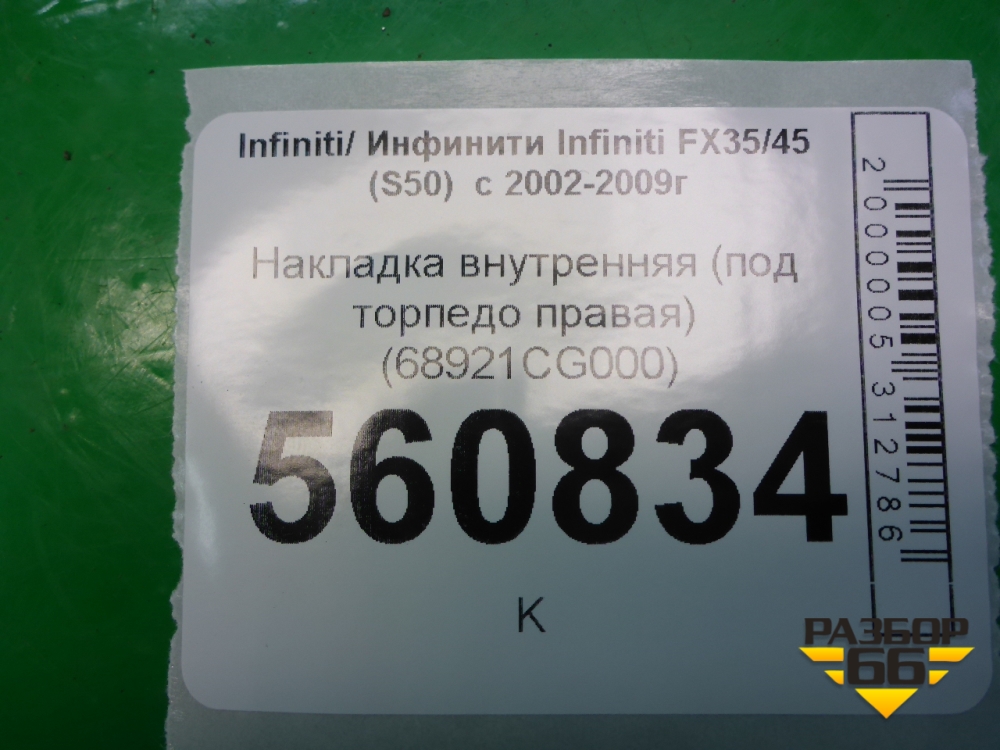 Infiniti/ Инфинити Infiniti FX35/45
(S50) с 2002-2009г
Накладка внутренняя (под
торпедо правая)
(68921CG000)
560834
К
2000005312786
РАЗБОР
66